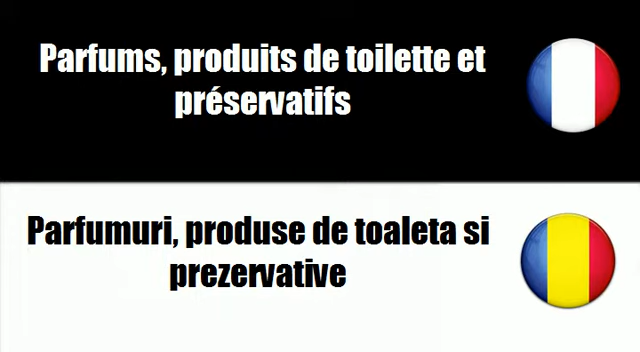 Parfums, produits de toilette et
préservatifs
Parfumuri, produse de toaleta si
prezervative